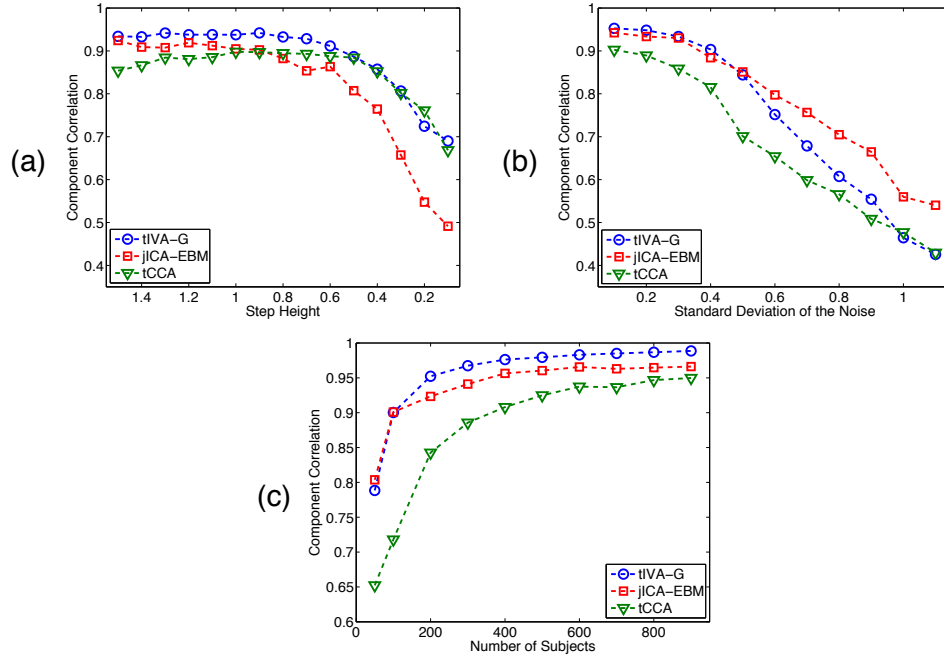 (a)
Component Correlation
1
0.9
0.8
0.7
0.6
0.5
0.4
tIVA-G
jICA-EBM
tCCA
1.4 1.2 1 0.8 0.6 0.4 0.2
Step Height
(b)
Component Correlation
1
0.9
0.8
0.7
0.6
0.5
0.4
tIVA-G
jICA-EBM
tCCA
0.2 0.4 0.6 0.8 1
Standard Deviation of the Noise
(c)
Component Correlation
1
0.95
0.9
0.85
0.8
0.75
0.7
0.65
0.6
tIVA-G
jICA-EBM
tCCA
0 200 400 600 800
Number of Subjects